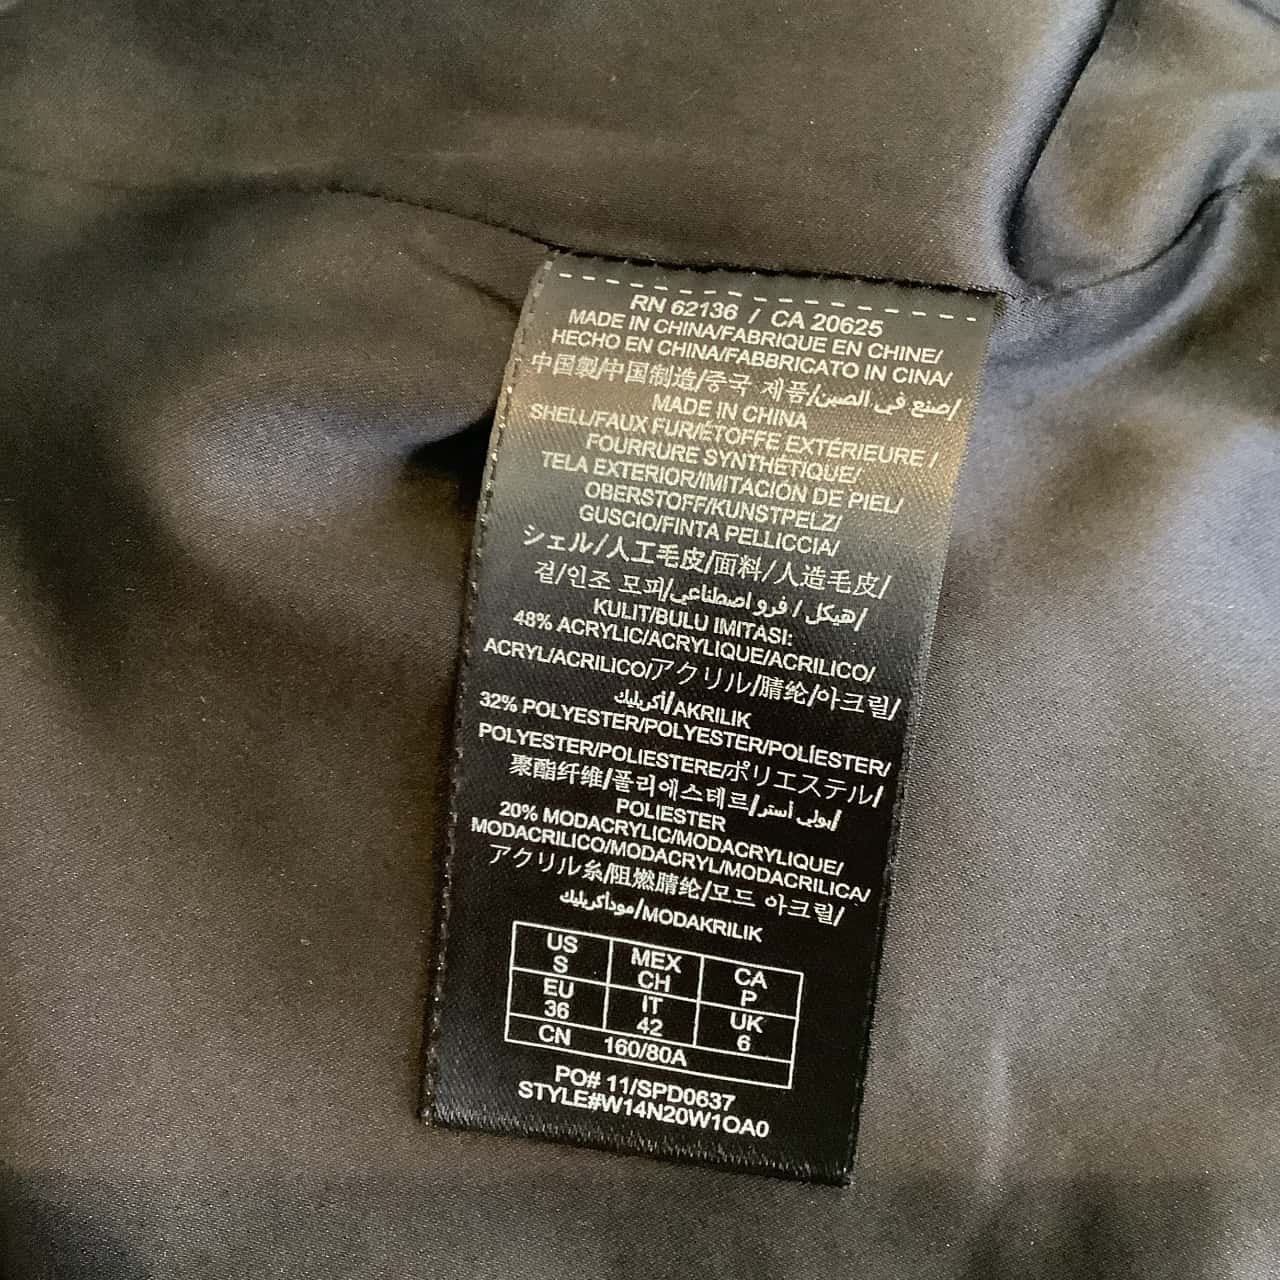 RN 62136 / CA 20625
MADE IN CHINA/FABRIQUE EN CHINE/
HECHO EN CHINA/FABBRICATO IN CINA/
中国製/中国制造/중국 제품/صنع في الصين/
MADE IN CHINA
SHELL/FAUX FUR/ÉTOFFE EXTÉRIEURE /
FOURRURE SYNTHÉTIQUE/
TELA EXTERIOR/IMITACIÓN DE PIEL/
OBERSTOFF/KUNSTPELZ/
GUSCIO/FINTA PELLICCIA/
シェル/人工毛皮/面料/人造毛皮/
겉/인조 모피/هيكل / فرو اصطناعي/
KULIT/BULU IMITASI:
48% ACRYLIC/ACRYLIQUE/ACRILICO/
ACRYL/ACRILICO/アクリル/腈纶/아크릴/
أكريليك/AKRILIK
32% POLYESTER/POLYESTER/POLÍESTER/
POLYESTER/POLIESTERE/ポリエステル/
聚酯纤维/폴리에스테르/بولي أستر/
POLIESTER
20% MODACRYLIC/MODACRYLIQUE/
MODACRILICO/MODACRYL/MODACRILICA/
アクリル糸/阻燃腈纶/모드 아크릴/
موداكريليك/MODAKRILIK
US MEX CA
S CH P
EU IT UK
36 42 6
CN 160/80A
PO# 11/SPD0637
STYLE#W14N20W1OA0